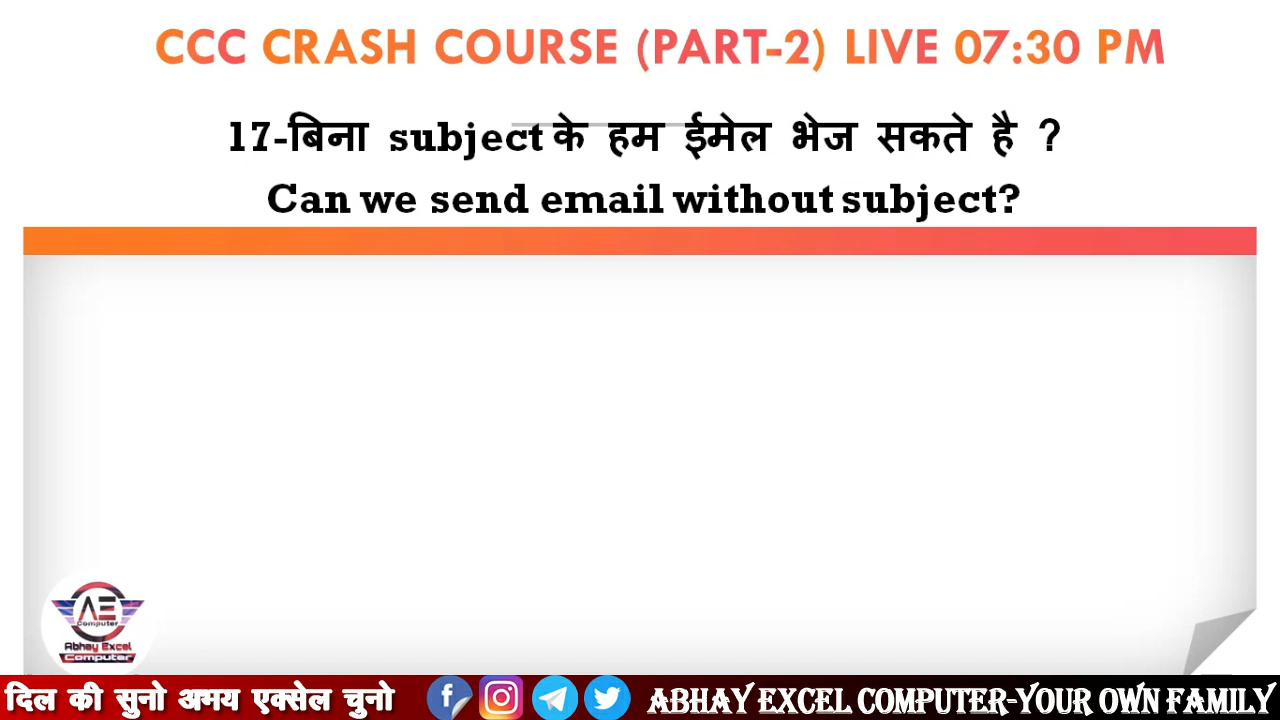 CCC CRASH COURSE (PART-2) LIVE 07:30 PM
17-बिना subject के हम ईमेल भेज सकते है ?
Can we send email without subject?
AE
Computer
Abhay Excel
Computer
दिल की सुनो अभय एक्सेल चुनो
ABHAY EXCEL COMPUTER-YOUR OWN FAMILY